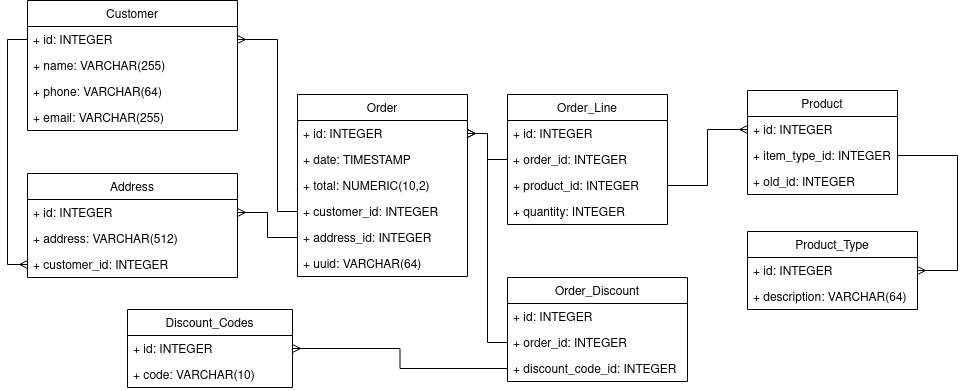 Customer
+ id: INTEGER
+ name: VARCHAR(255)
+ phone: VARCHAR(64)
+ email: VARCHAR(255)
Address
+ id: INTEGER
+ address: VARCHAR(512)
+ customer_id: INTEGER
Discount_Codes
+ id: INTEGER
+ code: VARCHAR(10)
Order
+ id: INTEGER
+ date: TIMESTAMP
+ total: NUMERIC(10,2)
+ customer_id: INTEGER
+ address_id: INTEGER
+ uuid: VARCHAR(64)
Order_Line
+ id: INTEGER
+ order_id: INTEGER
+ product_id: INTEGER
+ quantity: INTEGER
Order_Discount
+ id: INTEGER
+ order_id: INTEGER
+ discount_code_id: INTEGER
Product
+ id: INTEGER
+ item_type_id: INTEGER
+ old_id: INTEGER
Product_Type
+ id: INTEGER
+ description: VARCHAR(64)